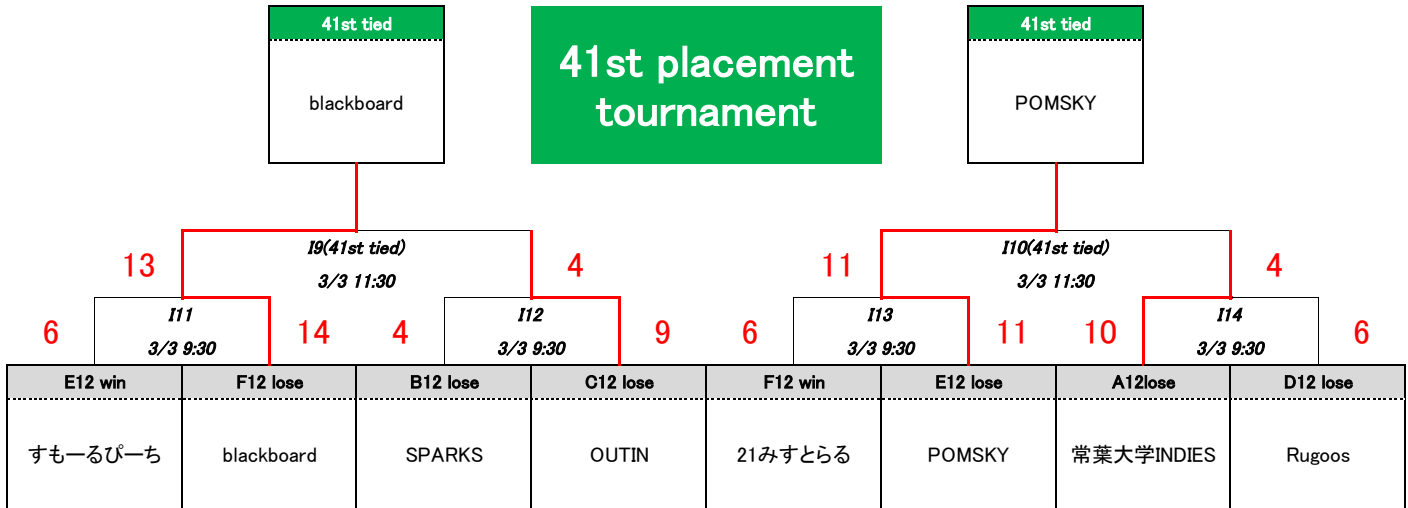 41st tied
41st placement
tournament
41st tied
blackboard
POMSKY
I9(41st tied)
I10(41st tied)
13
4
11
4
3/3 11:30
3/3 11:30
I11
I12
I13
I14
6
14
4
9
6
11
10
6
3/3 9:30
3/3 9:30
3/3 9:30
3/3 9:30
E12 win
F12 lose
B12 lose
C12 lose
F12 win
E12 lose
A12lose
D12 lose
すもーるぴーち
blackboard
SPARKS
OUTIN
21みすとらる
POMSKY
常葉大学INDIES
Rugoos